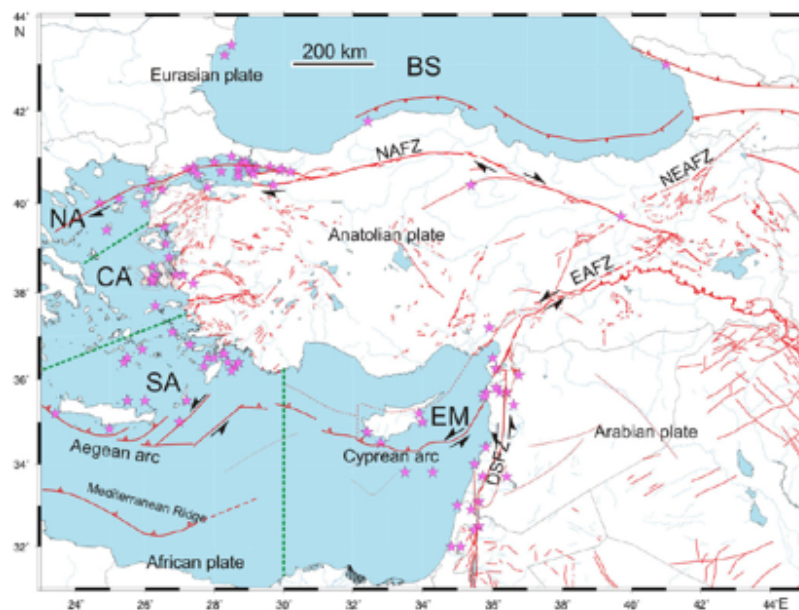 44°
N
200 km
Eurasian plate
BS
42°
NAFZ
NEAFZ
40°
NA
Anatolian plate
CA
EAFZ
38°
SA
36°
EM
Arabian plate
Aegean arc
Cyprean arc
DSFZ
34°
Mediterranean Ridge
African plate
32°
24° 26° 28° 30° 32° 34° 36° 38° 40° 42° 44° E